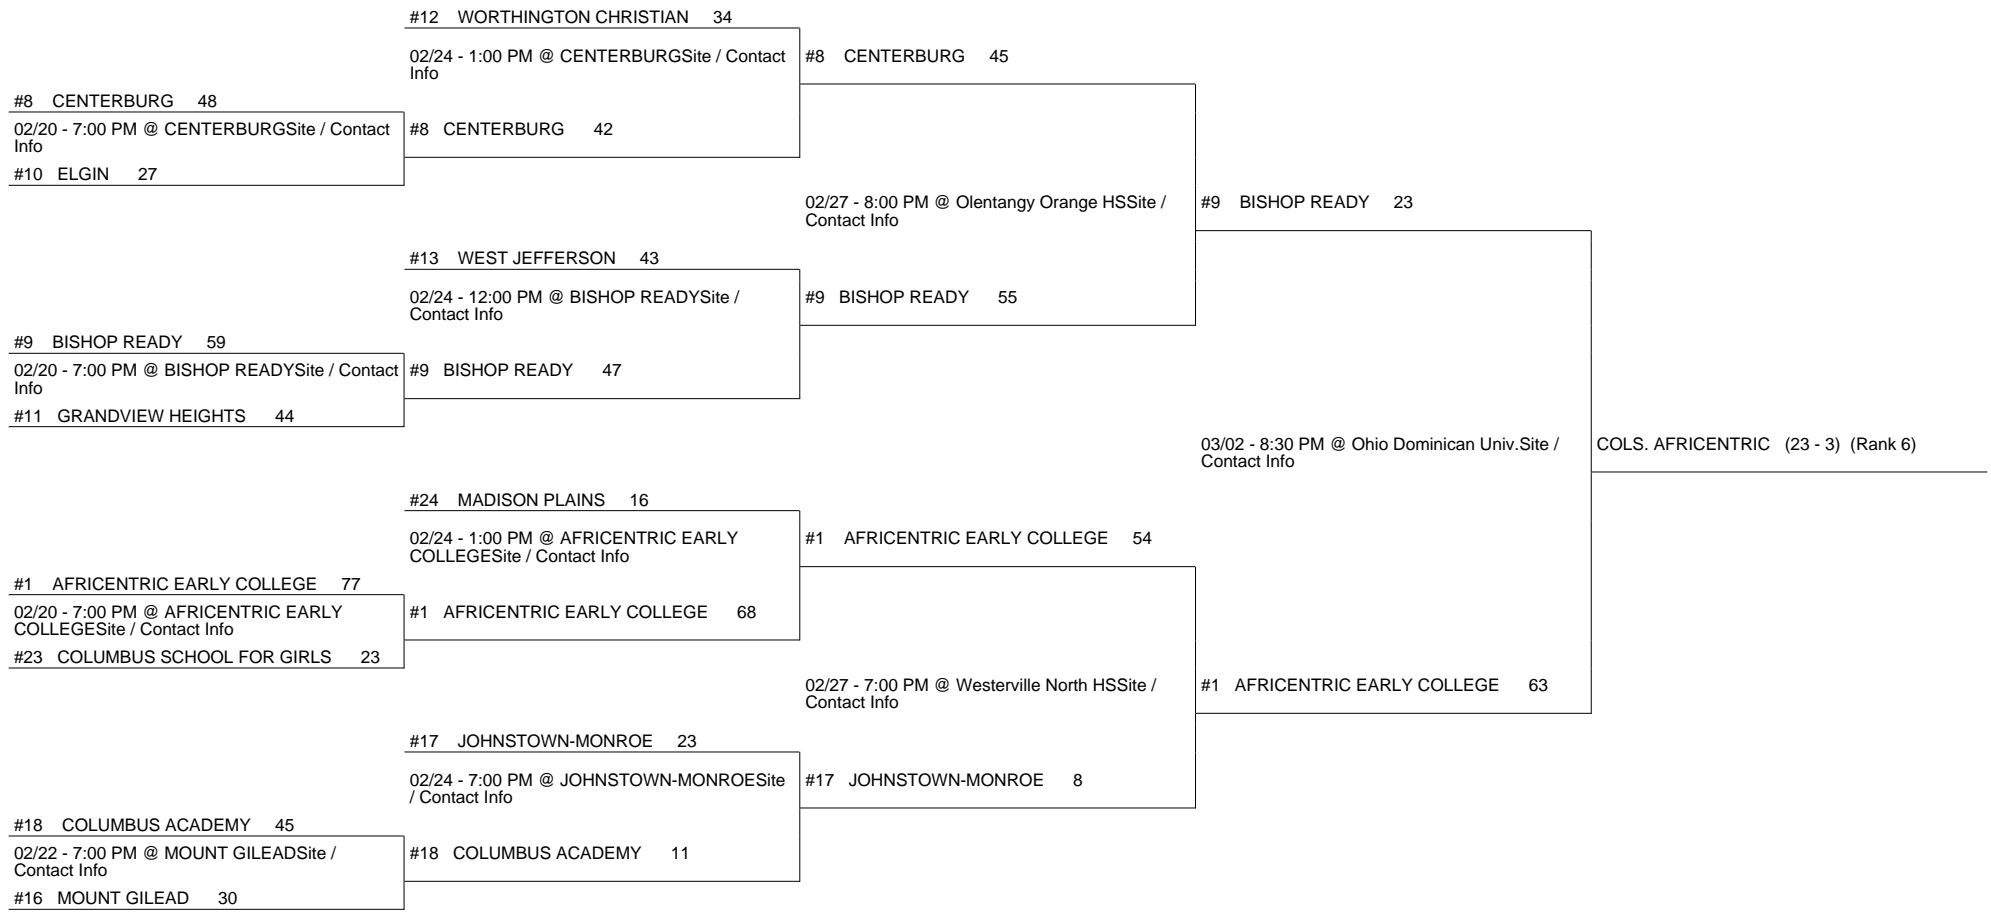 #12 WORTHINGTON CHRISTIAN 34
02/24 - 1:00 PM @ CENTERBURGSite / Contact
Info
#8 CENTERBURG 45
#8 CENTERBURG 48
02/20 - 7:00 PM @ CENTERBURGSite / Contact
Info
#8 CENTERBURG 42
#10 ELGIN 27
02/27 - 8:00 PM @ Olentangy Orange HSSite /
Contact Info
#9 BISHOP READY 23
#13 WEST JEFFERSON 43
02/24 - 12:00 PM @ BISHOP READYSite /
Contact Info
#9 BISHOP READY 55
#9 BISHOP READY 59
02/20 - 7:00 PM @ BISHOP READYSite / Contact
Info
#9 BISHOP READY 47
#11 GRANDVIEW HEIGHTS 44
03/02 - 8:30 PM @ Ohio Dominican Univ.Site /
Contact Info
COLS. AFRICENTRIC (23 - 3) (Rank 6)
#24 MADISON PLAINS 16
02/24 - 1:00 PM @ AFRICENTRIC EARLY
COLLEGESite / Contact Info
#1 AFRICENTRIC EARLY COLLEGE 54
#1 AFRICENTRIC EARLY COLLEGE 77
02/20 - 7:00 PM @ AFRICENTRIC EARLY
COLLEGESite / Contact Info
#1 AFRICENTRIC EARLY COLLEGE 68
#23 COLUMBUS SCHOOL FOR GIRLS 23
02/27 - 7:00 PM @ Westerville North HSSite /
Contact Info
#1 AFRICENTRIC EARLY COLLEGE 63
#17 JOHNSTOWN-MONROE 23
02/24 - 7:00 PM @ JOHNSTOWN-MONROESite
/ Contact Info
#17 JOHNSTOWN-MONROE 8
#18 COLUMBUS ACADEMY 45
02/22 - 7:00 PM @ MOUNT GILEADSite /
Contact Info
#18 COLUMBUS ACADEMY 11
#16 MOUNT GILEAD 30